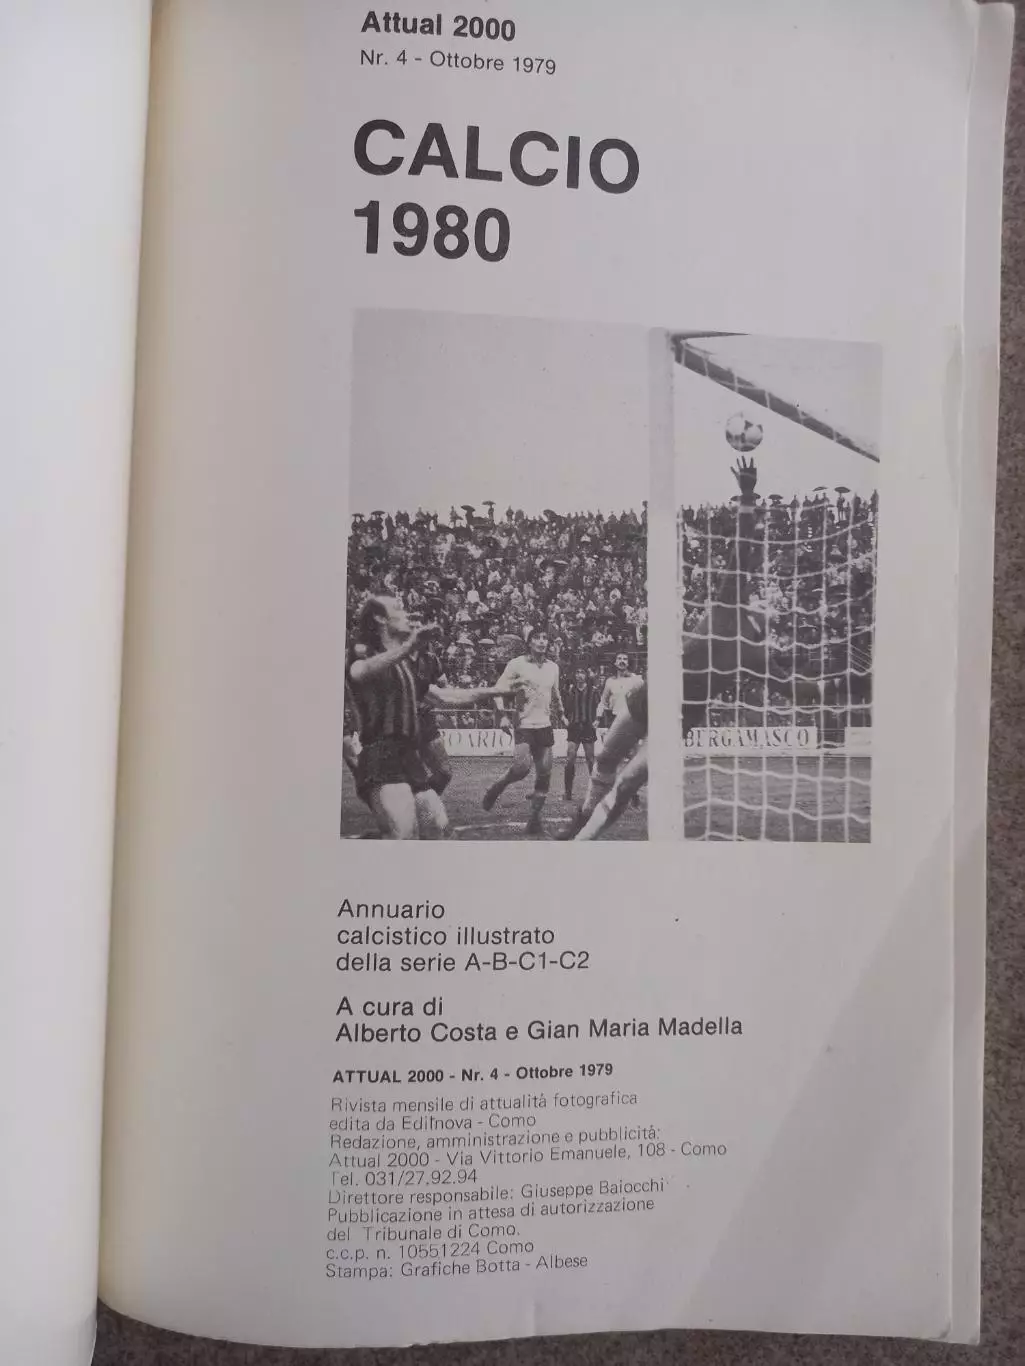 Attual 2000
Nr. 4 - Ottobre 1979
CALCIO
1980
OARIO
BERGAMASCO
Annuario
calcistico illustrato
della serie A-B-C1-C2
A cura di
Alberto Costa e Gian Maria Madella
ATTUAL 2000 - Nr. 4 - Ottobre 1979
Rivista mensile di attualità fotografica
edita da Editnova - Como
Redazione, amministrazione e pubblicità:
Attual 2000 - Via Vittorio Emanuele, 108 - Como
Tel. 031/27.92.94
Direttore responsabile: Giuseppe Baiocchi
Pubblicazione in attesa di autorizzazione
del Tribunale di Como.
c.c.p. n. 10551224 Como
Stampa: Grafiche Botta - Albese